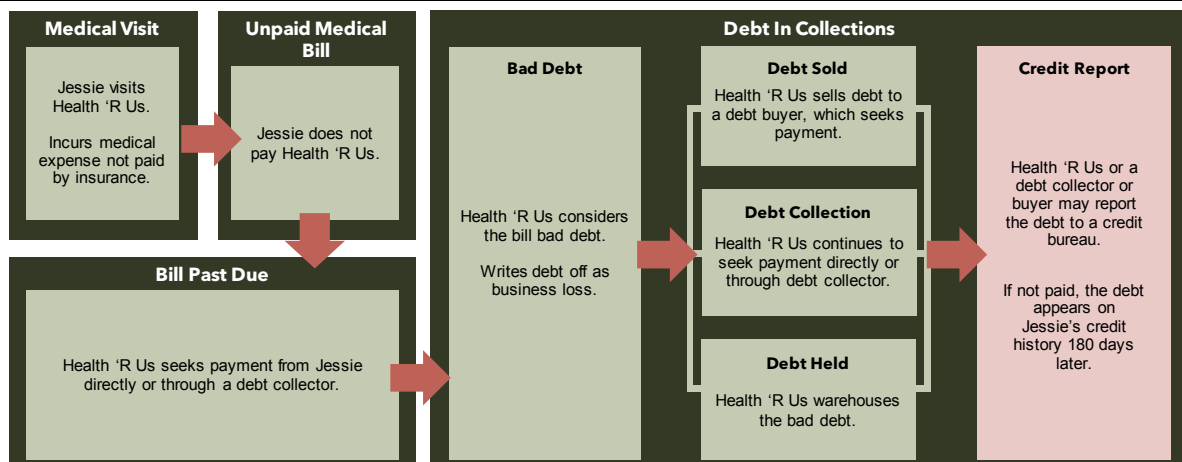 Medical Visit
Jessie visits
Health ‘R Us.
Incurs medical
expense not paid
by insurance.
Unpaid Medical
Bill
Jessie does not
pay Health ‘R Us.
Bill Past Due
Health ‘R Us seeks payment from Jessie
directly or through a debt collector.
Debt In Collections
Bad Debt
Health ‘R Us considers
the bill bad debt.
Writes debt off as
business loss.
Debt Sold
Health ‘R Us sells debt to
a debt buyer, which seeks
payment.
Debt Collection
Health ‘R Us continues to
seek payment directly or
through debt collector.
Debt Held
Health ‘R Us warehouses
the bad debt.
Credit Report
Health ‘R Us or a
debt collector or
buyer may report
the debt to a credit
bureau.
If not paid, the debt
appears on
Jessie’s credit
history 180 days
later.